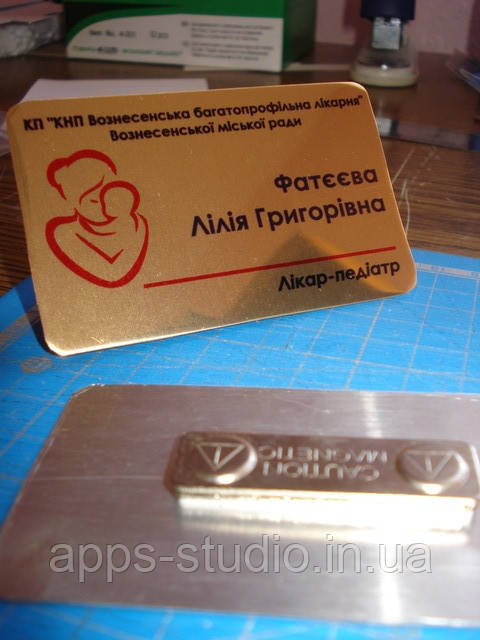 КП "КНП Вознесенська багатопрофільна лікарня"
Вознесенської міської ради
Фатєєва
Лілія Григорівна
Лікар-педіатр
CAUTION
MAGNETIC
apps-studio.in.ua